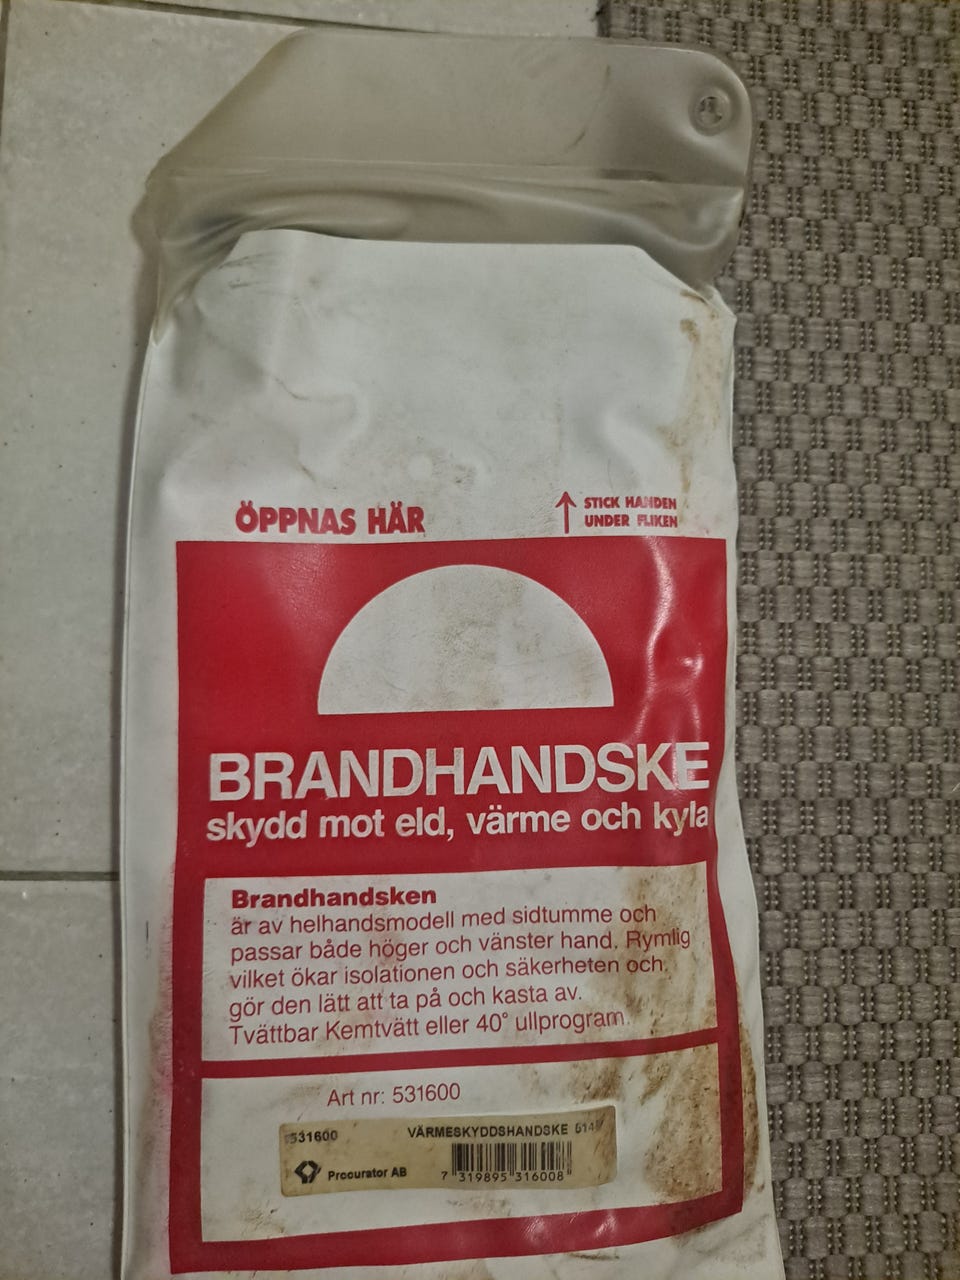 ÖPPNAS HÄR
STICK HANDEN
UNDER FLIKEN
BRANDHANDSKE
skydd mot eld, värme och kyla
Brandhandsken
är av helhandsmodell med sidtumme och
passar både höger och vänster hand. Rymlig
vilket ökar isolationen och säkerheten och
gör den lätt att ta på och kasta av.
Tvättbar Kemtvätt eller 40° ullprogram.
Art nr: 531600
531600 VÄRMESKYDDSHANDSKE
Procurator AB
7 319895 316008